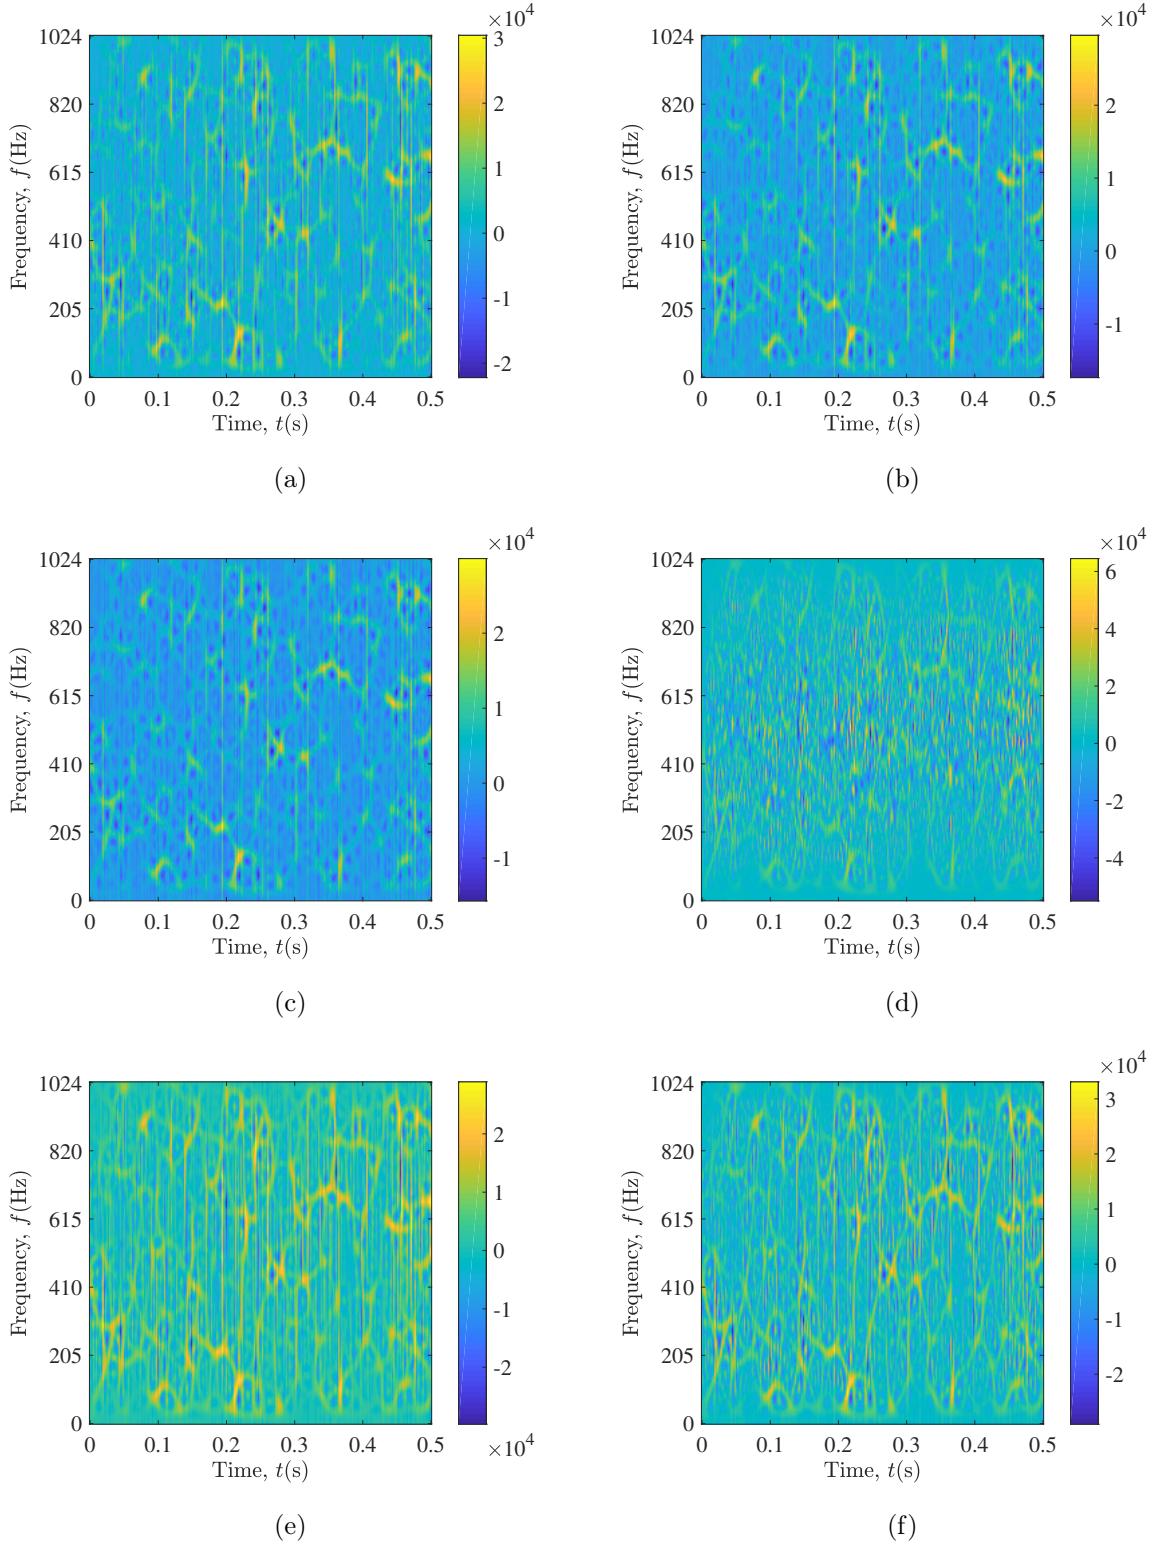 ×10⁴ ×10⁴
1024 820 615 410 205 0
Frequency, f(Hz)
0 0.1 0.2 0.3 0.4 0.5
Time, t(s)
3 2 1 0 -1 -2
(a)
1024 820 615 410 205 0
Frequency, f(Hz)
0 0.1 0.2 0.3 0.4 0.5
Time, t(s)
2 1 0 -1
(b)
×10⁴ ×10⁴
1024 820 615 410 205 0
Frequency, f(Hz)
0 0.1 0.2 0.3 0.4 0.5
Time, t(s)
2 1 0 -1
(c)
1024 820 615 410 205 0
Frequency, f(Hz)
0 0.1 0.2 0.3 0.4 0.5
Time, t(s)
6 4 2 0 -2 -4
(d)
1024 820 615 410 205 0
Frequency, f(Hz)
0 0.1 0.2 0.3 0.4 0.5
Time, t(s)
2 1 0 -1 -2
×10⁴
(e)
×10⁴
1024 820 615 410 205 0
Frequency, f(Hz)
0 0.1 0.2 0.3 0.4 0.5
Time, t(s)
3 2 1 0 -1 -2
(f)